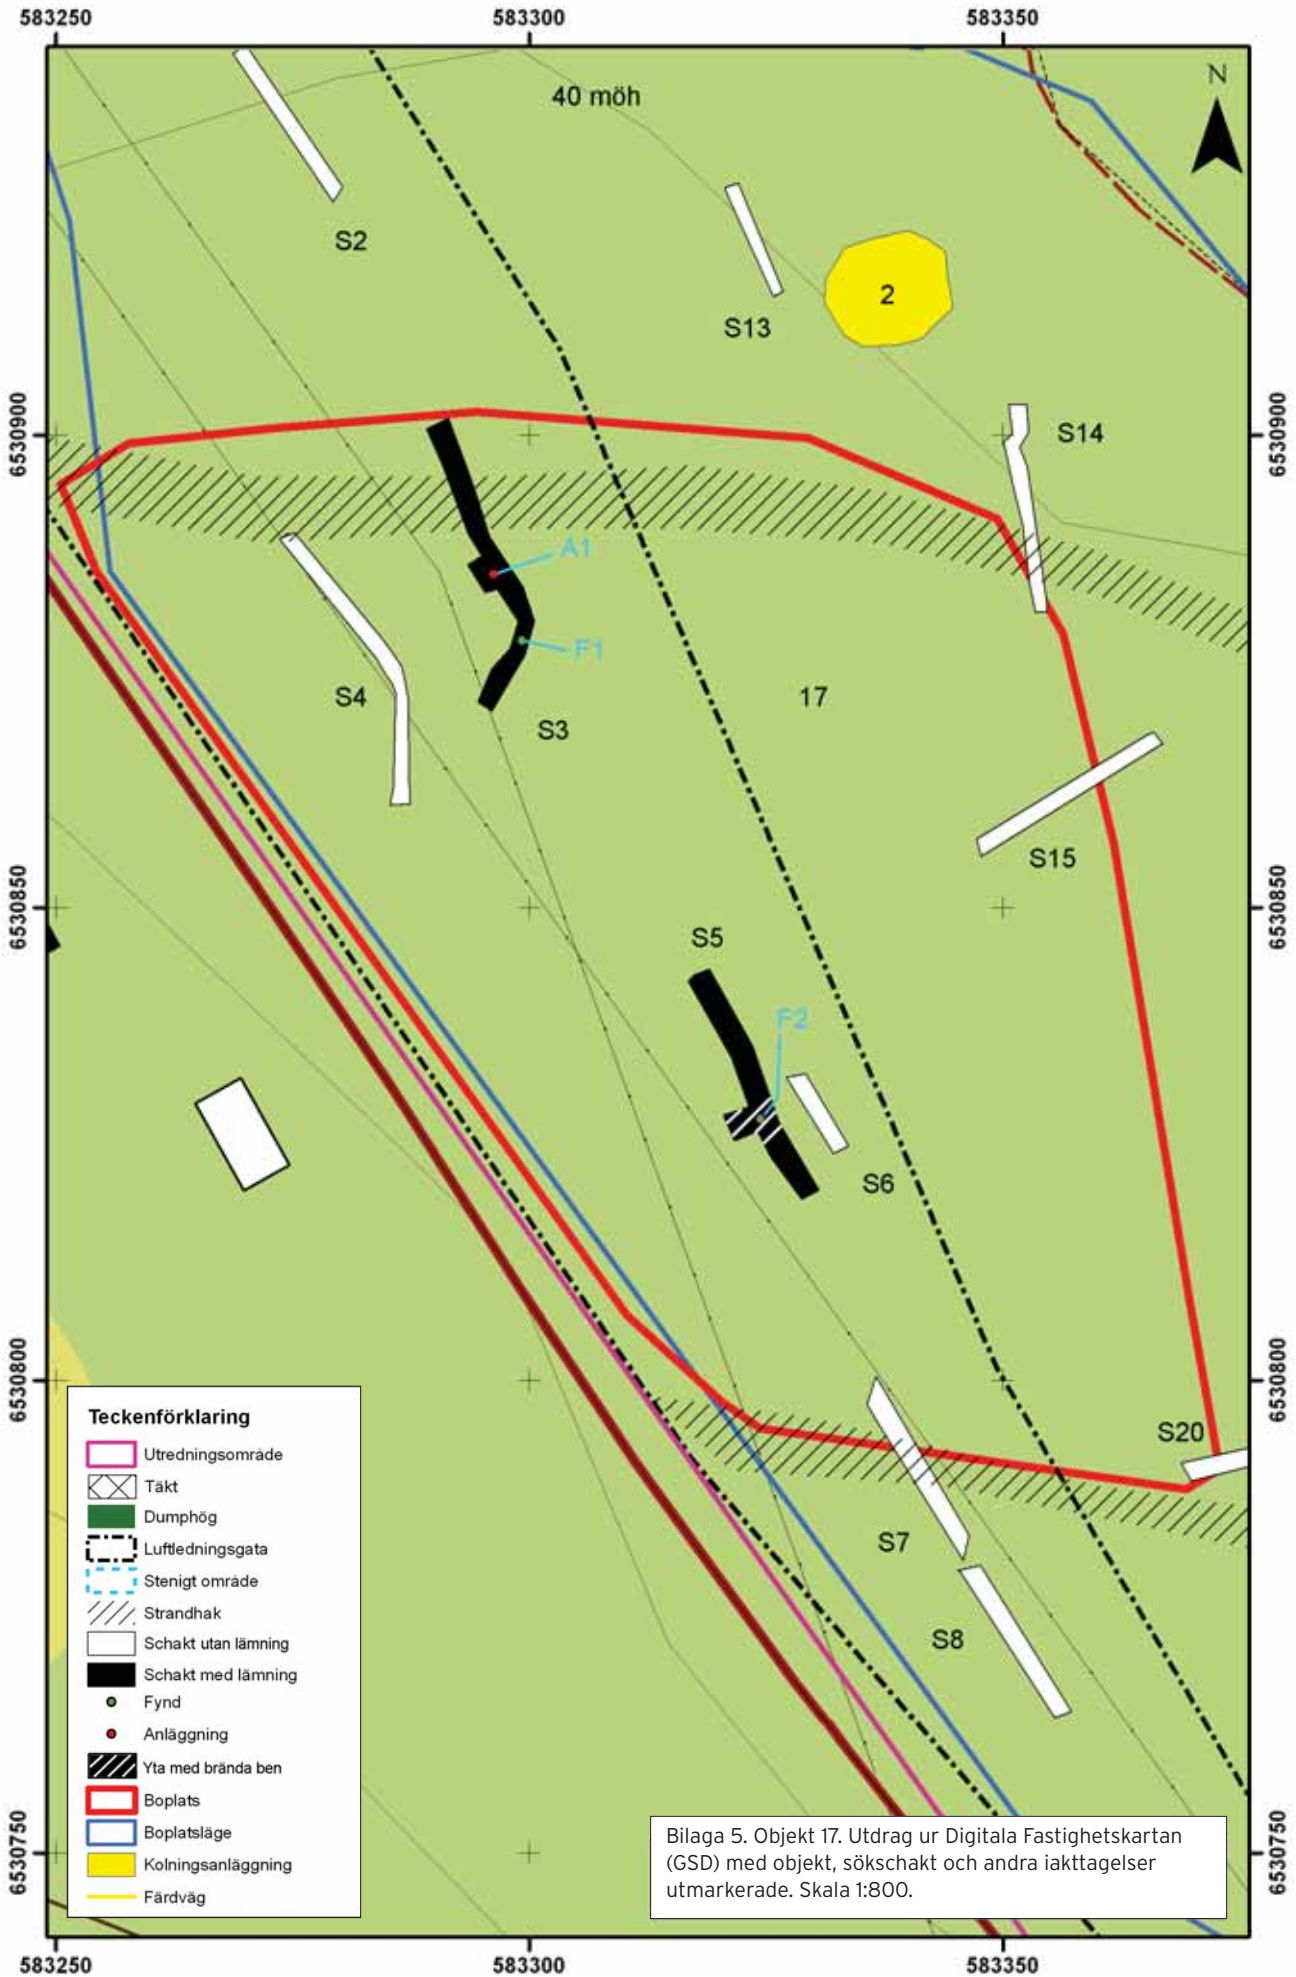 583250
583300
583350
N
40 möh
S2
2
S13
6530900
6530900
S14
A1
F1
S4
17
S3
S15
6530850
6530850
S5
F2
S6
6530800
6530800
S20
S7
S8
Teckenförklaring
Utredningsområde
Täkt
Dumphög
Luftledningsgata
Stenigt område
Strandhak
Schakt utan lämning
Schakt med lämning
Fynd
Anläggning
Yta med brända ben
Boplats
Boplatsläge
Kolningsanläggning
Färdväg
6530750
6530750
Bilaga 5. Objekt 17. Utdrag ur Digitala Fastighetskartan
(GSD) med objekt, sökschakt och andra iakttagelser
utmarkerade. Skala 1:800.
583250
583300
583350